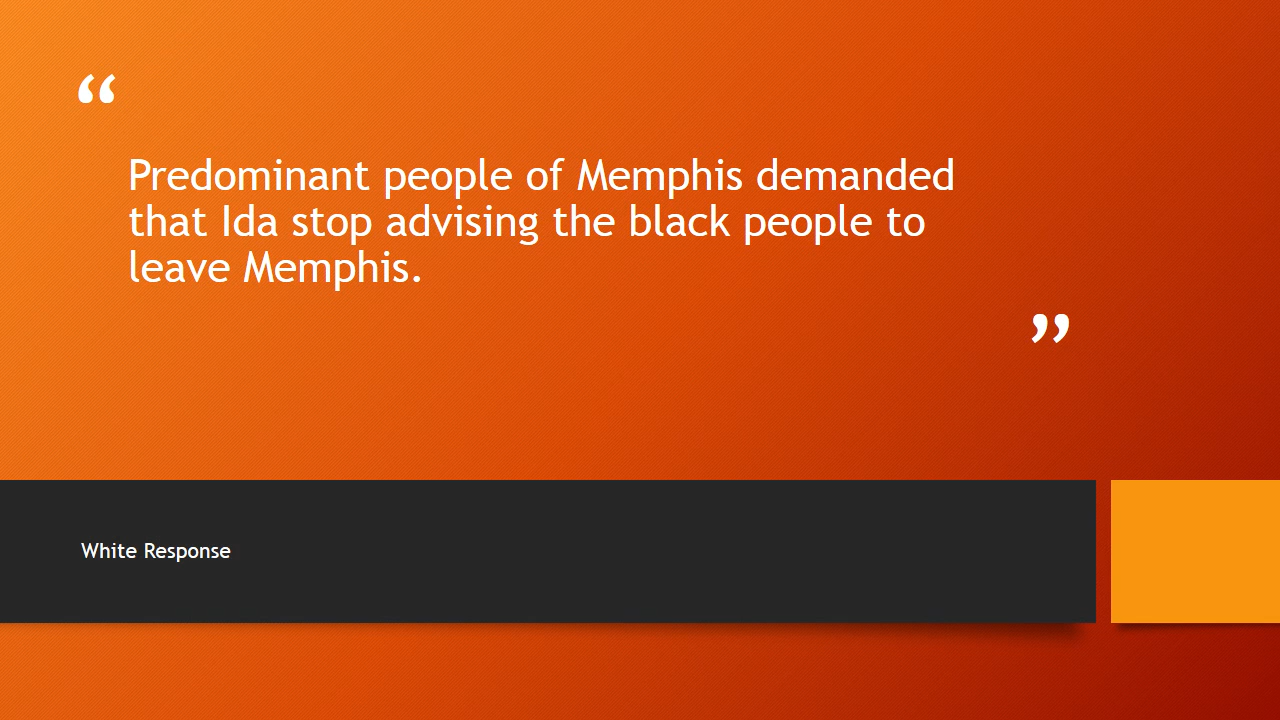 “
Predominant people of Memphis demanded
that Ida stop advising the black people to
leave Memphis.
”
White Response